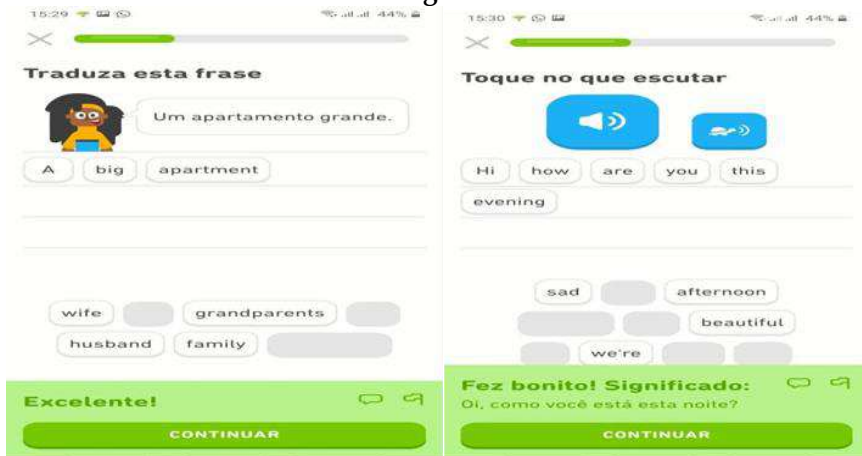 15:29
44%
Traduza esta frase
Um apartamento grande.
A big apartment
wife grandparents
husband family
Excelente!
CONTINUAR
15:30
44%
Toque no que escutar
Hi how are you this
evening
sad afternoon
beautiful
we're
Fez bonito! Significado:
Oi, como você está esta noite?
CONTINUAR